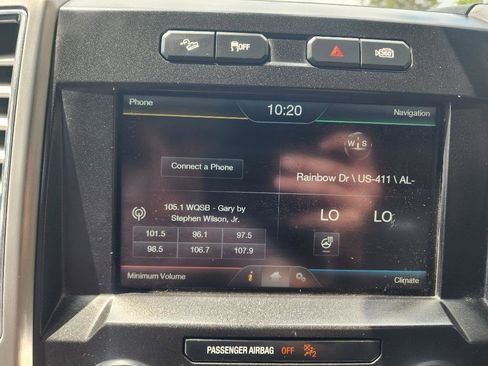 OFF
360
Phone
10:20
Navigation
W S
Connect a Phone
Rainbow Dr \ US-411 \ AL-
105.1 WQSB - Gary by
Stephen Wilson, Jr.
LO LO
101.5 96.1 97.5
98.5 106.7 107.9
Minimum Volume
i
Climate
PASSENGER AIRBAG OFF 2